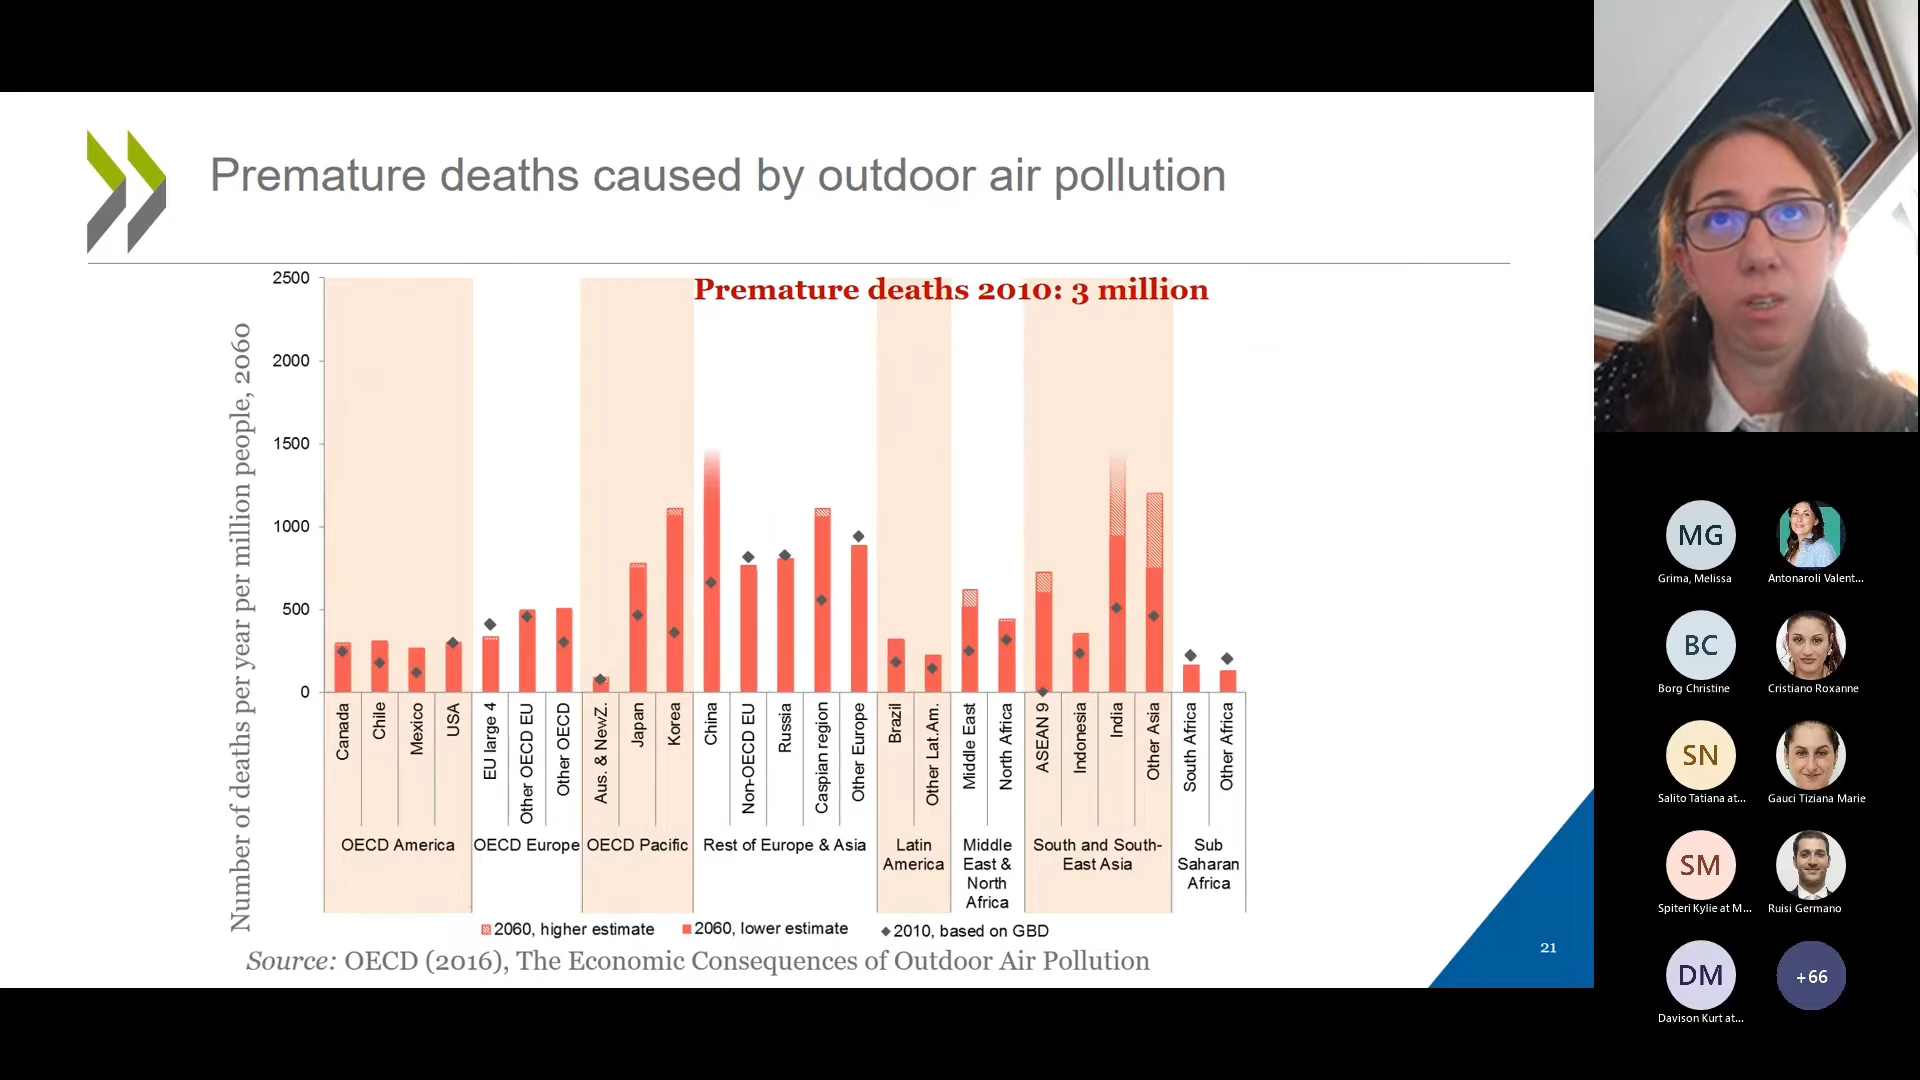 Premature deaths caused by outdoor air pollution
Premature deaths 2010: 3 million
Number of deaths per year per million people, 2060
2500
2000
1500
1000
500
0
Canada
Chile
Mexico
USA
EU large 4
Other OECD EU
Other OECD
Aus. & NewZ.
Japan
Korea
China
Non-OECD EU
Russia
Caspian region
Other Europe
Brazil
Other Lat.Am.
Middle East
North Africa
ASEAN 9
Indonesia
India
Other Asia
South Africa
Other Africa
OECD America
OECD Europe
OECD Pacific
Rest of Europe & Asia
Latin
America
Middle
East &
North
Africa
South and South-
East Asia
Sub
Saharan
Africa
2060, higher estimate
2060, lower estimate
2010, based on GBD
Source: OECD (2016), The Economic Consequences of Outdoor Air Pollution
21
MG
Grima, Melissa
Antonaroli Valent...
BC
Borg Christine
Cristiano Roxanne
SN
Salito Tatiana at...
Gauci Tiziana Marie
SM
Spiteri Kylie at M...
Ruisi Germano
DM
Davison Kurt at...
+66